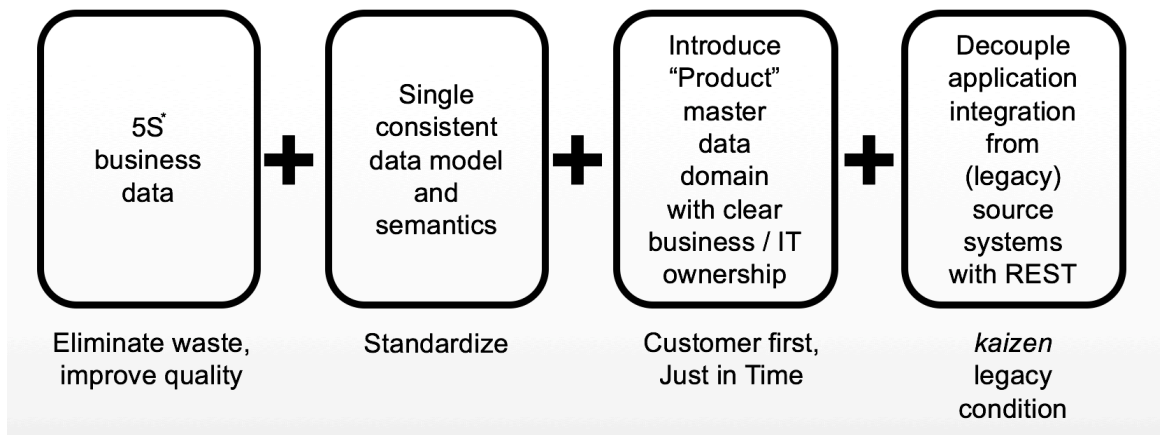 5S*
business
data
Single
consistent
data model
and
semantics
Introduce
“Product”
master
data
domain
with clear
business / IT
ownership
Decouple
application
integration
from
(legacy)
source
systems
with REST
Eliminate waste,
improve quality
Standardize
Customer first,
Just in Time
kaizen
legacy
condition